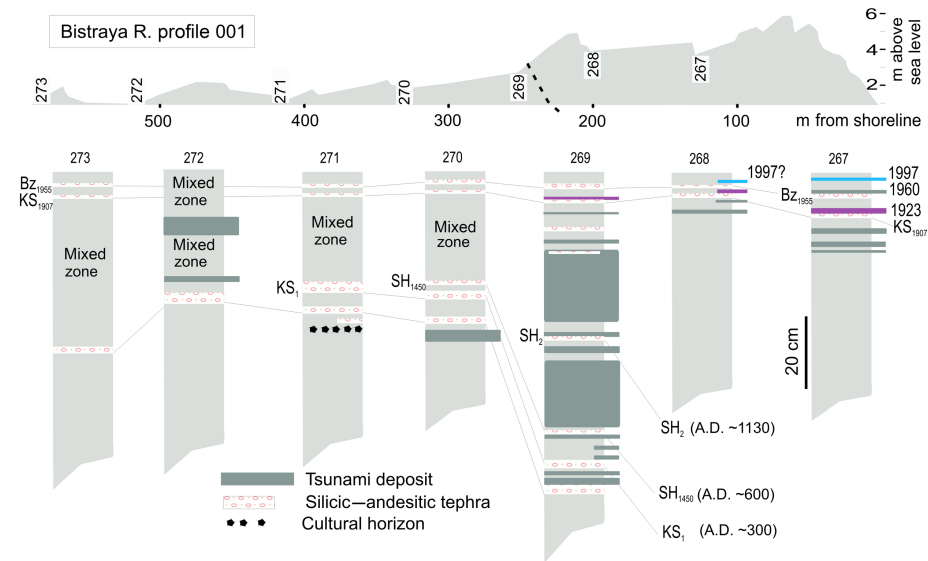 Bistraya R. profile 001
6
4
2
m above
sea level
273
272
271
270
269
268
267
500
400
300
200
100
m from shoreline
273
272
271
270
269
268
267
Bz1955
KS1907
Mixed
zone
Mixed
zone
Mixed
zone
Mixed
zone
Mixed
zone
KS1
SH1450
SH2
1997?
Bz1955
1997
1960
1923
KS1907
20 cm
SH2 (A.D. ~1130)
SH1450 (A.D. ~600)
KS1 (A.D. ~300)
Tsunami deposit
Silicic—andesitic tephra
Cultural horizon